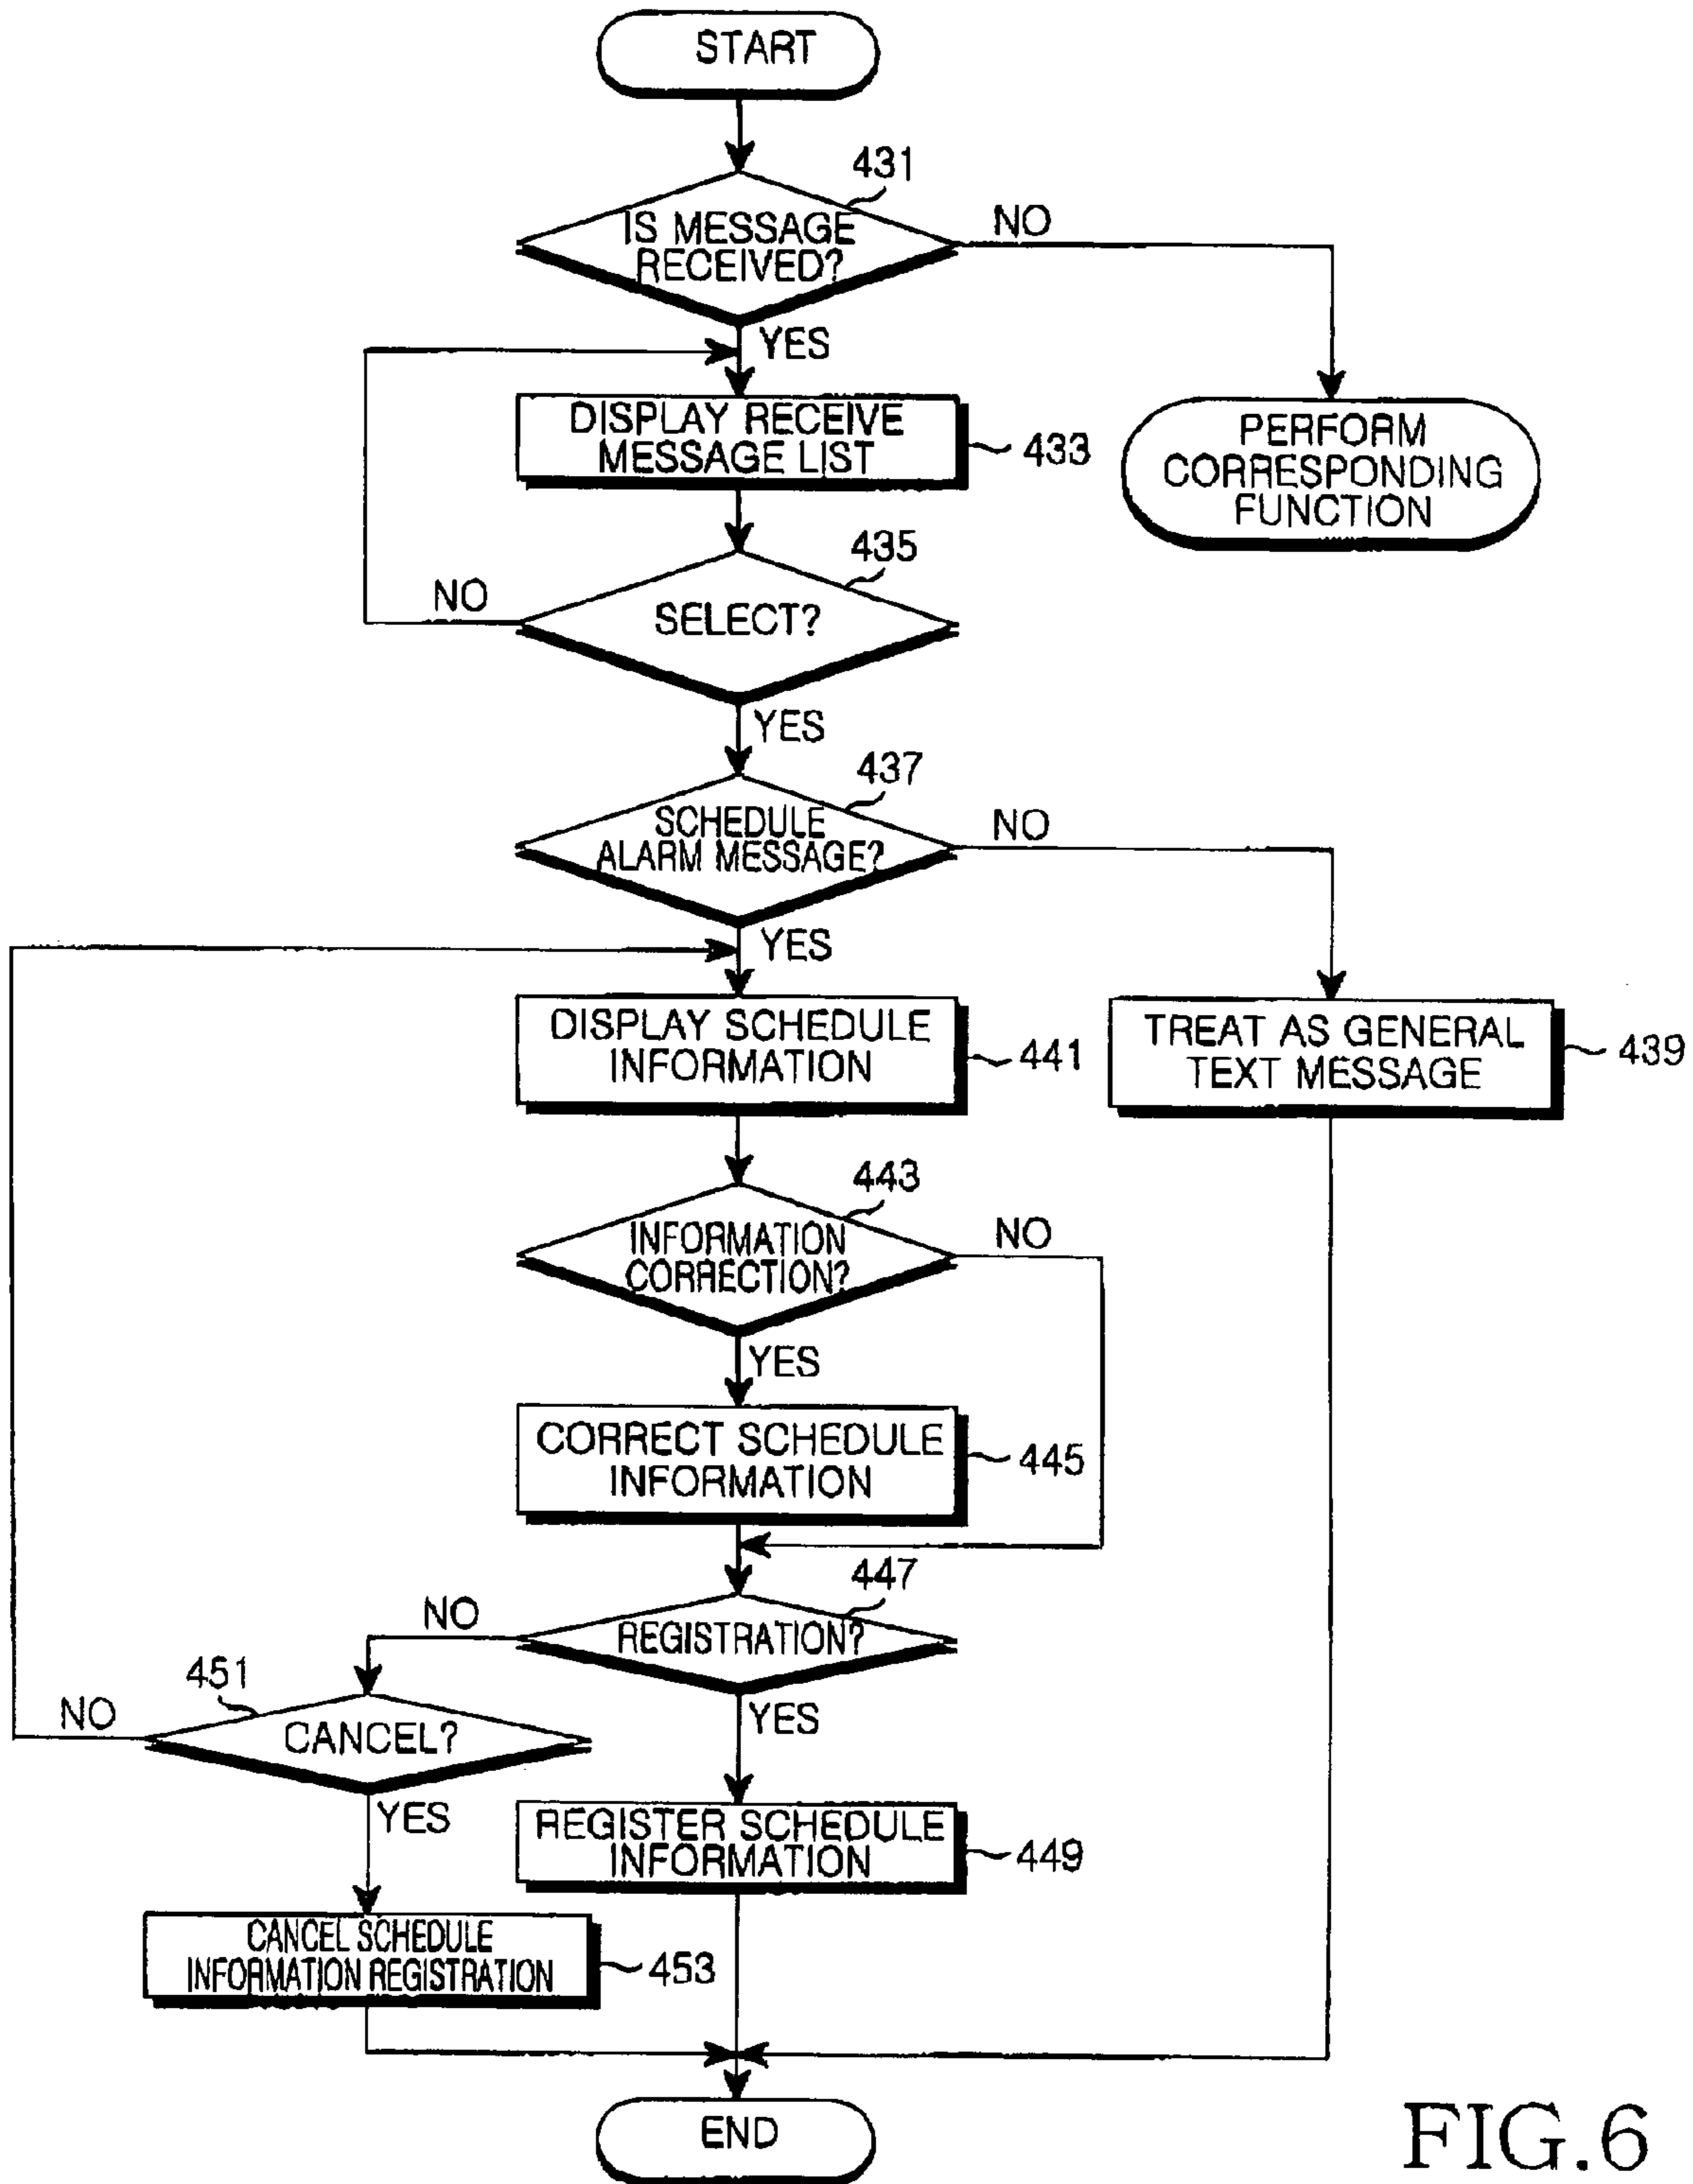 START
431
IS MESSAGE
RECEIVED?
NO
YES
DISPLAY RECEIVE
MESSAGE LIST
433
PERFORM
CORRESPONDING
FUNCTION
435
NO
SELECT?
YES
437
SCHEDULE
ALARM MESSAGE?
NO
YES
DISPLAY SCHEDULE
INFORMATION
441
TREAT AS GENERAL
TEXT MESSAGE
439
443
INFORMATION
CORRECTION?
NO
YES
CORRECT SCHEDULE
INFORMATION
445
447
NO
REGISTRATION?
451
NO
CANCEL?
YES
YES
REGISTER SCHEDULE
INFORMATION
449
CANCEL SCHEDULE
INFORMATION REGISTRATION
453
END
FIG.6